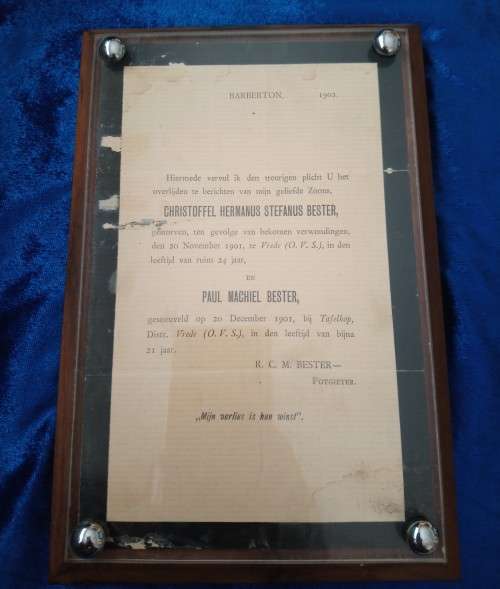 BARBERTON, 1902.
Hiermede vervul ik den treurigen plicht U het
overlijden te berichten van mijn geliefde Zoons,
CHRISTOFFEL HERMANUS STEFANUS BESTER,
gestorven, ten gevolge van bekomen verwondingen,
den 20 November 1901, te Vrede (O. V. S.), in den
leeftijd van ruim 24 jaar,
EN
PAUL MACHIEL BESTER,
gesneuveld op 20 December 1901, bij Tafelkop,
Distr. Vrede (O. V. S.), in den leeftijd van bijna
21 jaar.
R. C. M. BESTER—
POTGIETER.
„Mijn verlies is hun winst".